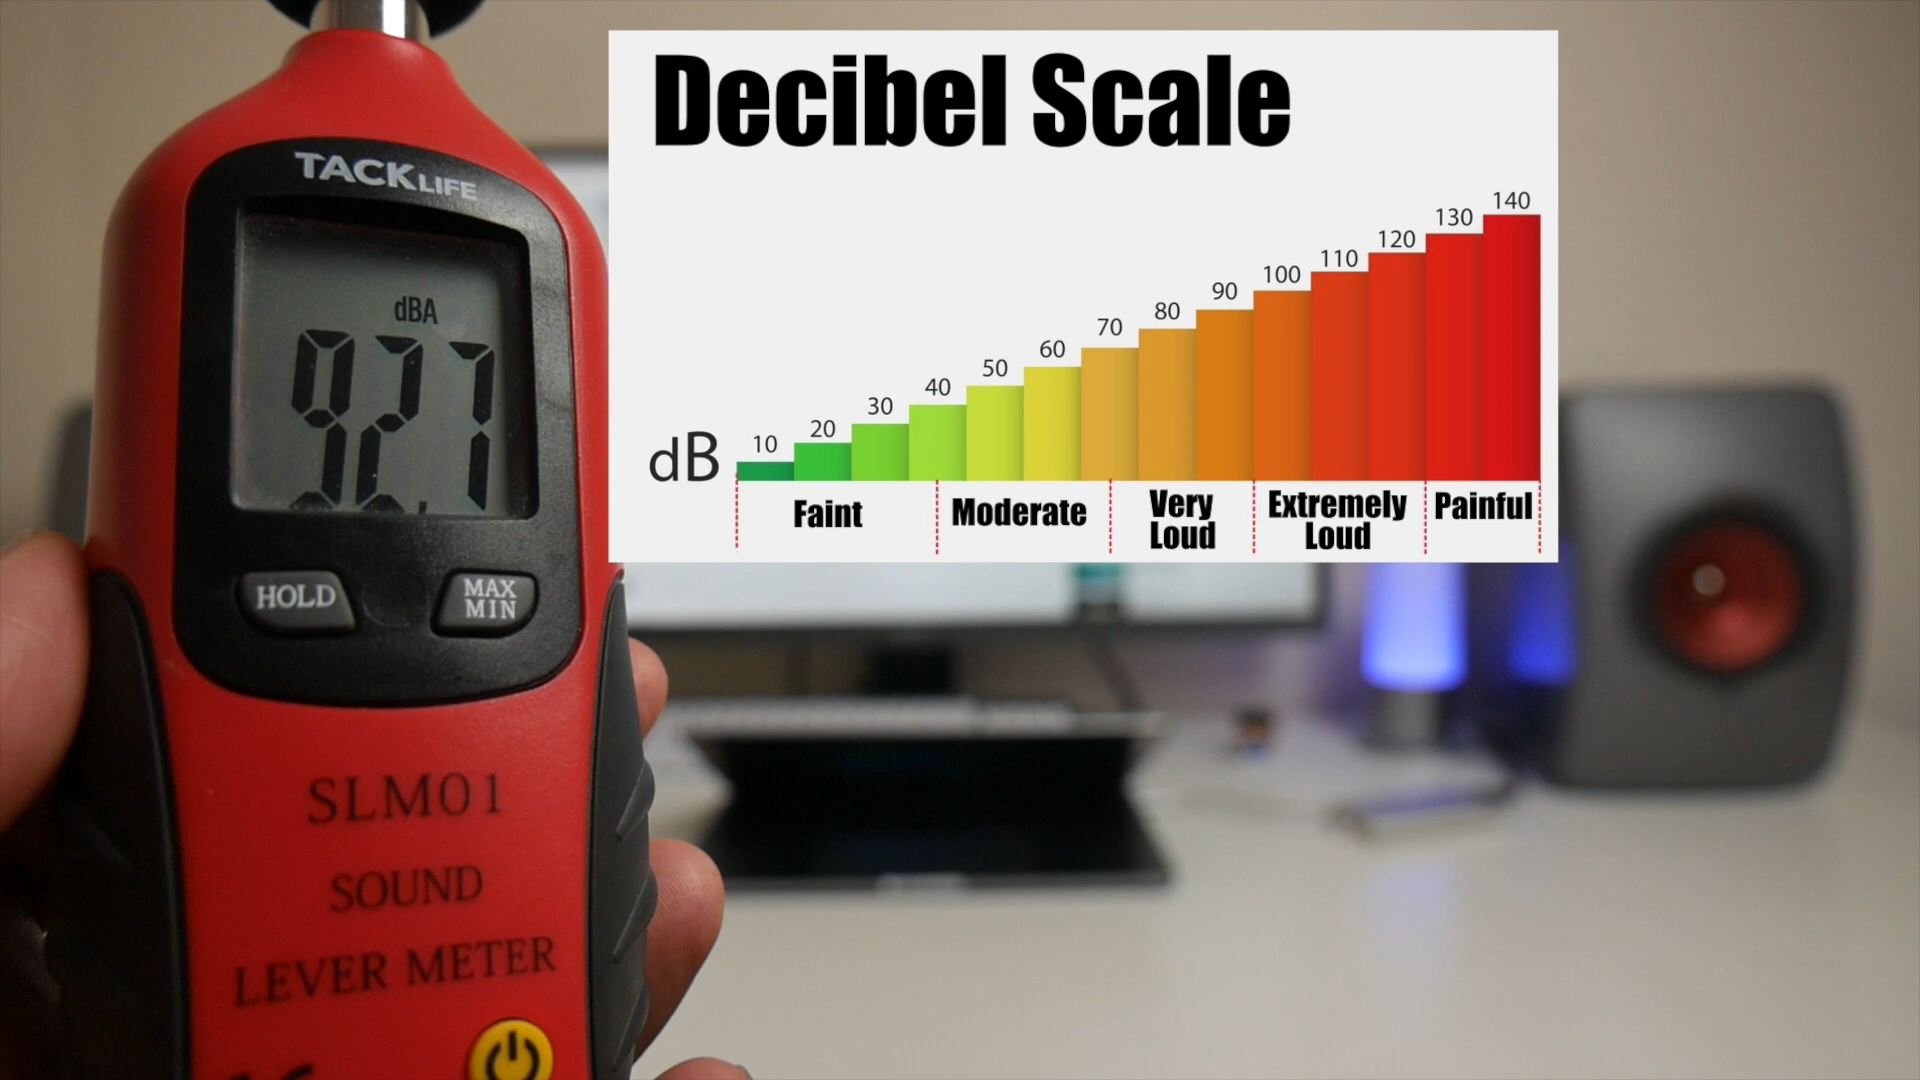 TACKLIFE
dBA
92.7
HOLD
MAX
MIN
SLM01
SOUND
LEVER METER
Decibel Scale
dB
10
20
30
40
50
60
70
80
90
100
110
120
130
140
Faint
Moderate
Very
Loud
Extremely
Loud
Painful